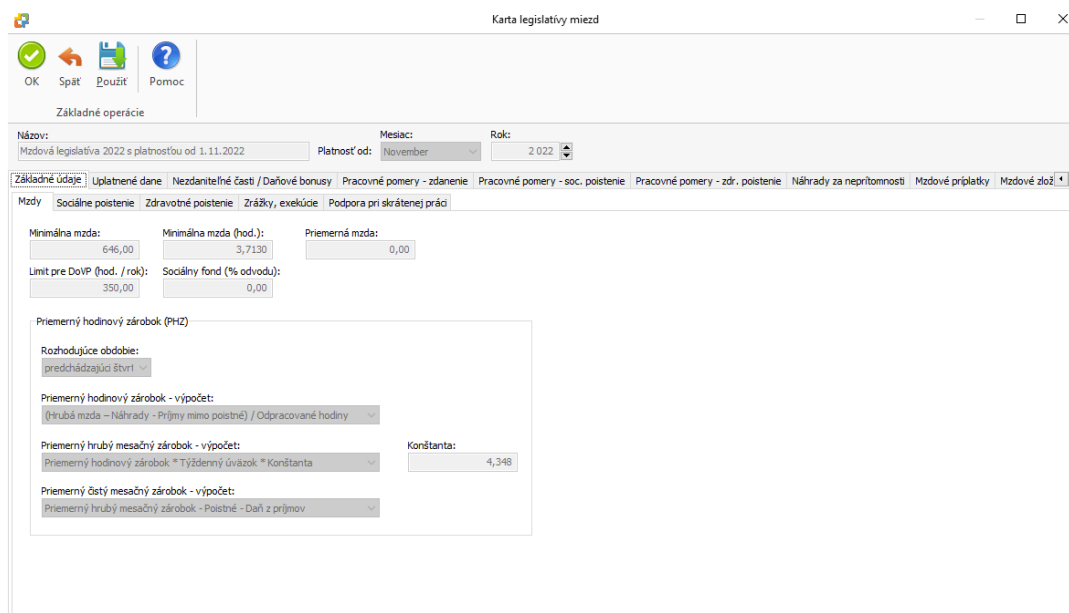 Karta legislatívy miezd
OK Späť Použiť Pomoc
Základné operácie
Názov: Mesiac: Rok:
Mzdová legislatíva 2022 s platnosťou od 1.11.2022 Platnosť od: November 2 022
Základné údaje Uplatnené dane Nezdaniteľné časti / Daňové bonusy Pracovné pomery - zdanenie Pracovné pomery - soc. poistenie Pracovné pomery - zdr. poistenie Náhrady za neprítomnosti Mzdové príplatky Mzdové zlož
Mzdy Sociálne poistenie Zdravotné poistenie Zrážky, exekúcie Podpora pri skrátenej práci
Minimálna mzda: Minimálna mzda (hod.): Priemerná mzda:
646,00 3,7130 0,00
Limit pre DoVP (hod. / rok): Sociálny fond (% odvodu):
350,00 0,00
Priemerný hodinový zárobok (PHZ)
Rozhodujúce obdobie:
predchádzajúci štvrt
Priemerný hodinový zárobok - výpočet:
(Hrubá mzda – Náhrady - Príjmy mimo poistné) / Odpracované hodiny
Priemerný hrubý mesačný zárobok - výpočet: Konštanta:
Priemerný hodinový zárobok * Týždenný úväzok * Konštanta 4,348
Priemerný čistý mesačný zárobok - výpočet:
Priemerný hrubý mesačný zárobok - Poistné - Daň z príjmov